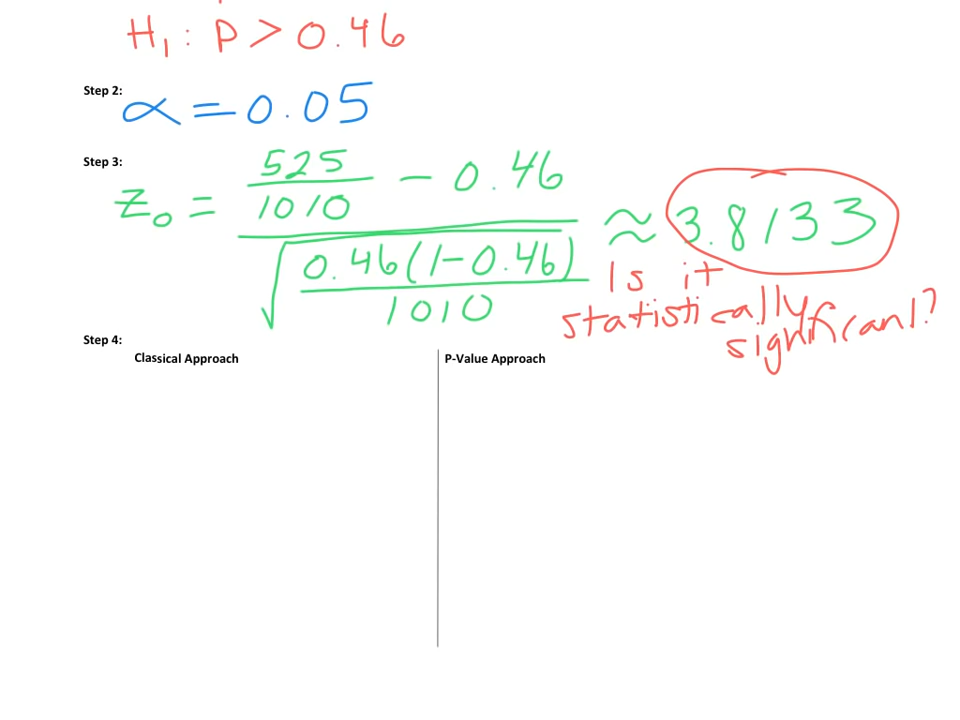 H₁: p > 0.46
Step 2:
α = 0.05
Step 3:
z₀ = (525/1010 − 0.46) / √(0.46(1−0.46)/1010) ≈ 3.8133
Is it
statistically
significant?
Step 4:
Classical Approach
P-Value Approach